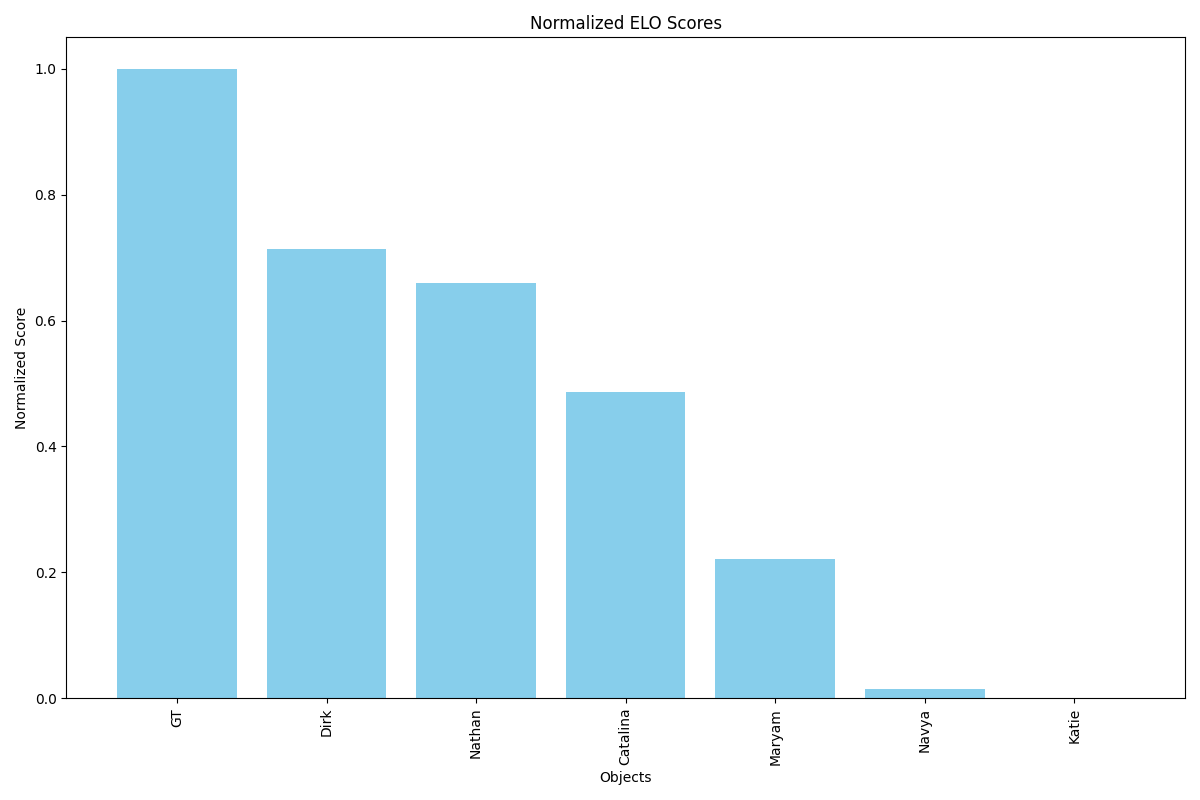 Normalized ELO Scores
Normalized Score
1.0
0.8
0.6
0.4
0.2
0.0
GT
Dirk
Nathan
Catalina
Maryam
Navya
Katie
Objects